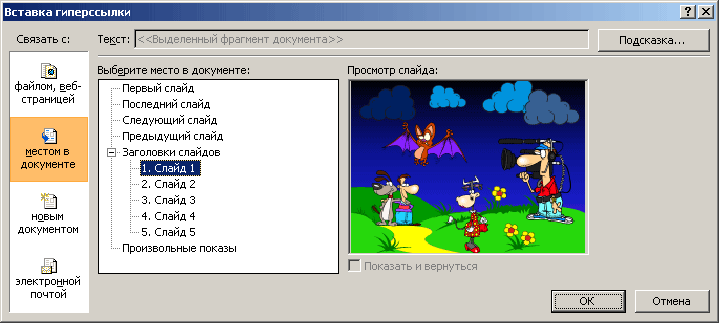 Вставка гиперссылки
Связать с:
Текст: <<Выделенный фрагмент документа>>
Подсказка...
файлом, веб-
страницей
местом в
документе
новым
документом
электронной
почтой
Выберите место в документе:
Первый слайд
Последний слайд
Следующий слайд
Предыдущий слайд
Заголовки слайдов
1. Слайд 1
2. Слайд 2
3. Слайд 3
4. Слайд 4
5. Слайд 5
Произвольные показы
Просмотр слайда:
Показать и вернуться
ОК
Отмена